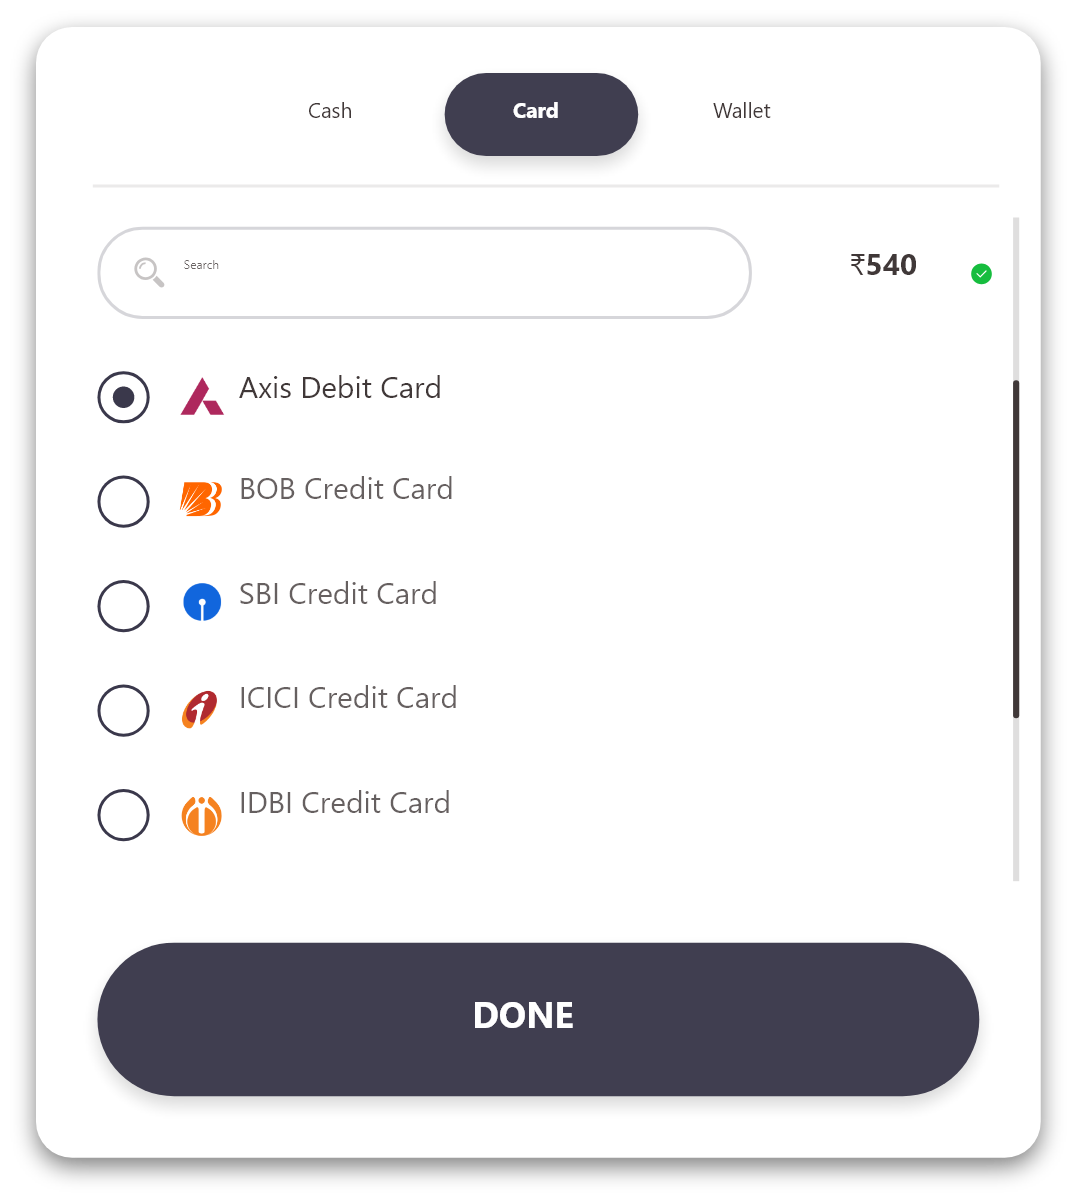 Cash
Card
Wallet
Search
₹540
Axis Debit Card
BOB Credit Card
SBI Credit Card
ICICI Credit Card
IDBI Credit Card
DONE